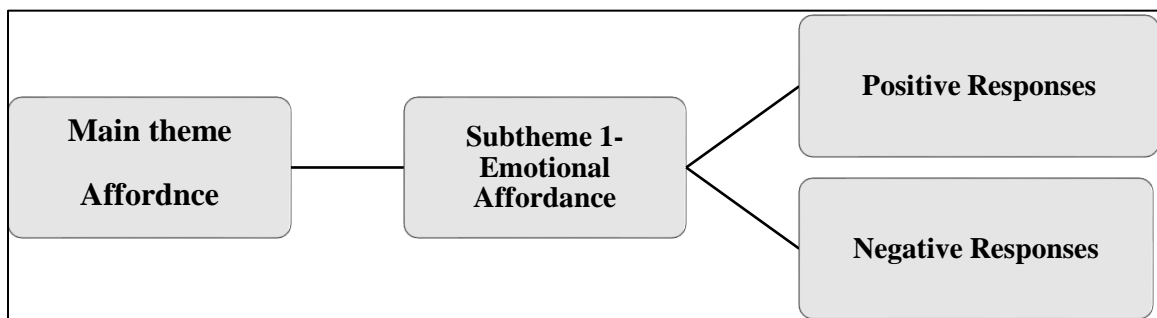 Main theme
Affordnce
Subtheme 1-
Emotional
Affordance
Positive Responses
Negative Responses